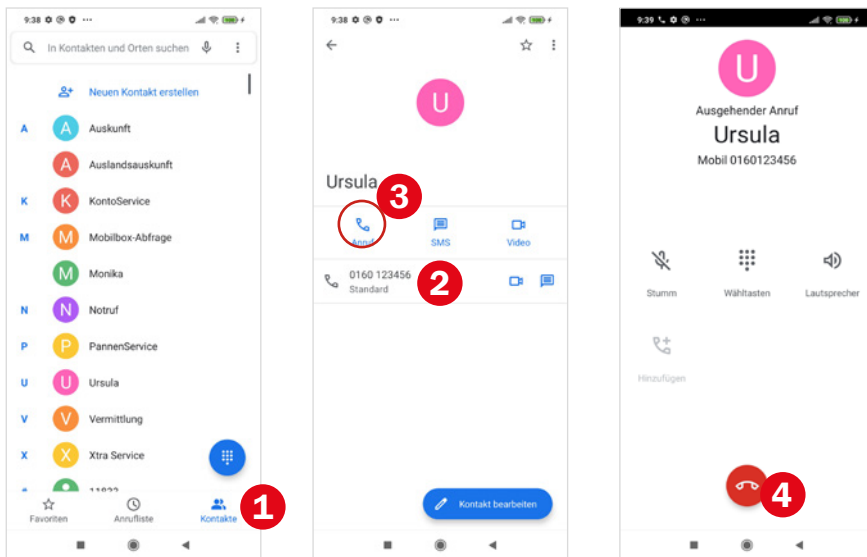 9:38
In Kontakten und Orten suchen
Neuen Kontakt erstellen
A A Auskunft
A Auslandsauskunft
K K KontoService
M M Mobilbox-Abfrage
M Monika
N N Notruf
P P PannenService
U U Ursula
V V Vermittlung
X X Xtra Service
Favoriten Anrufliste Kontakte 1
9:38
U
Ursula
3
Anruf SMS Video
0160 123456
Standard
2
Kontakt bearbeiten
9:39
U
Ausgehender Anruf
Ursula
Mobil 0160123456
Stumm Wähltasten Lautsprecher
Hinzufügen
4